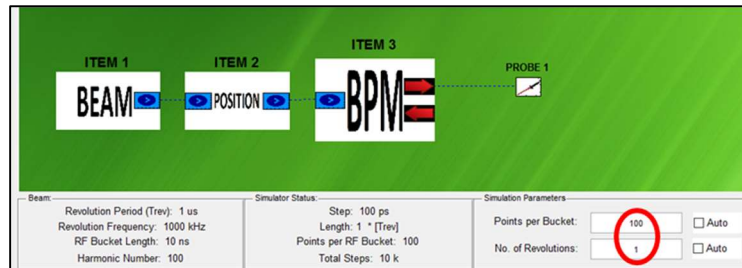 ITEM 1
ITEM 2
ITEM 3
PROBE 1
BEAM
POSITION
BPM
Beam:
Revolution Period (Trev): 1 us
Revolution Frequency: 1000 kHz
RF Bucket Length: 10 ns
Harmonic Number: 100
Simulator Status:
Step: 100 ps
Length: 1 * [Trev]
Points per RF Bucket: 100
Total Steps: 10 k
Simulation Parameters
Points per Bucket: 100 Auto
No. of Revolutions: 1 Auto